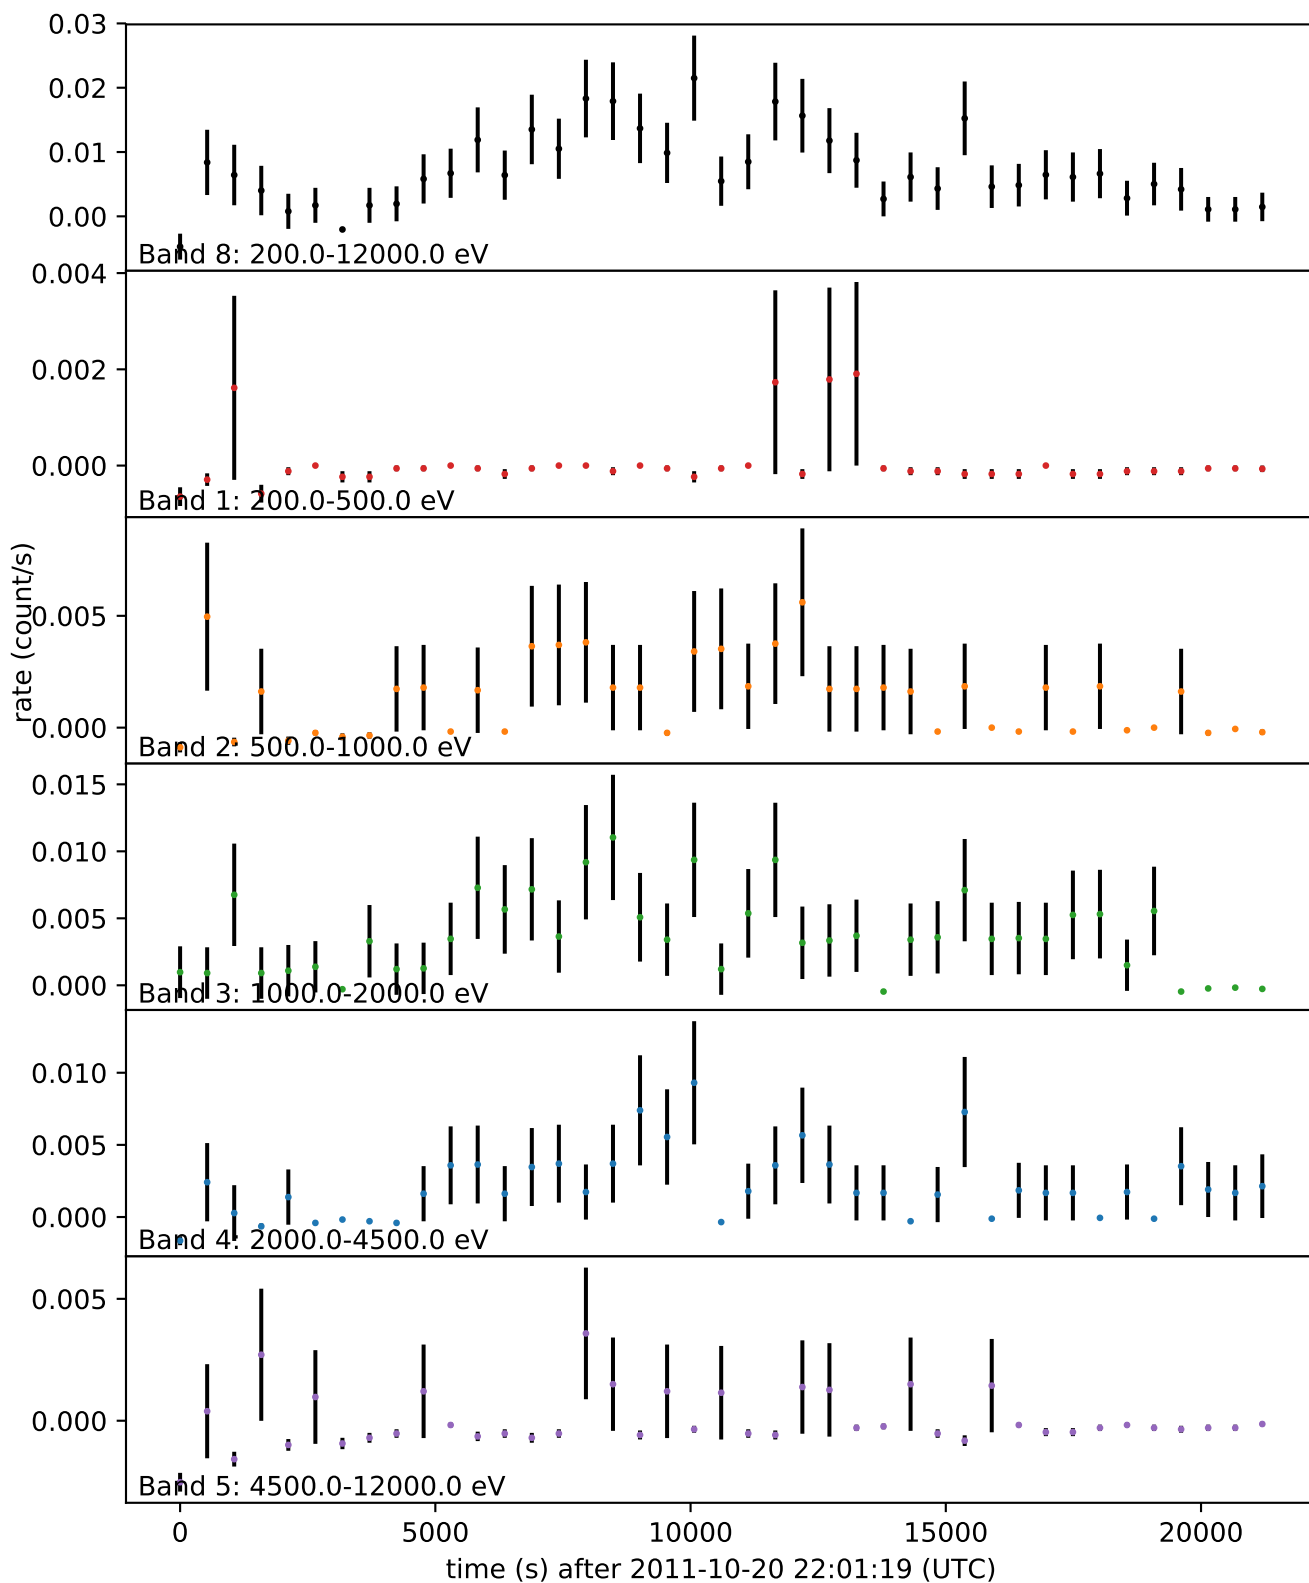 0.03
0.02
0.01
0.00
Band 8: 200.0-12000.0 eV
0.004
0.002
0.000
Band 1: 200.0-500.0 eV
rate (count/s)
0.005
0.000
Band 2: 500.0-1000.0 eV
0.015
0.010
0.005
0.000
Band 3: 1000.0-2000.0 eV
0.010
0.005
0.000
Band 4: 2000.0-4500.0 eV
0.005
0.000
Band 5: 4500.0-12000.0 eV
0 5000 10000 15000 20000
time (s) after 2011-10-20 22:01:19 (UTC)